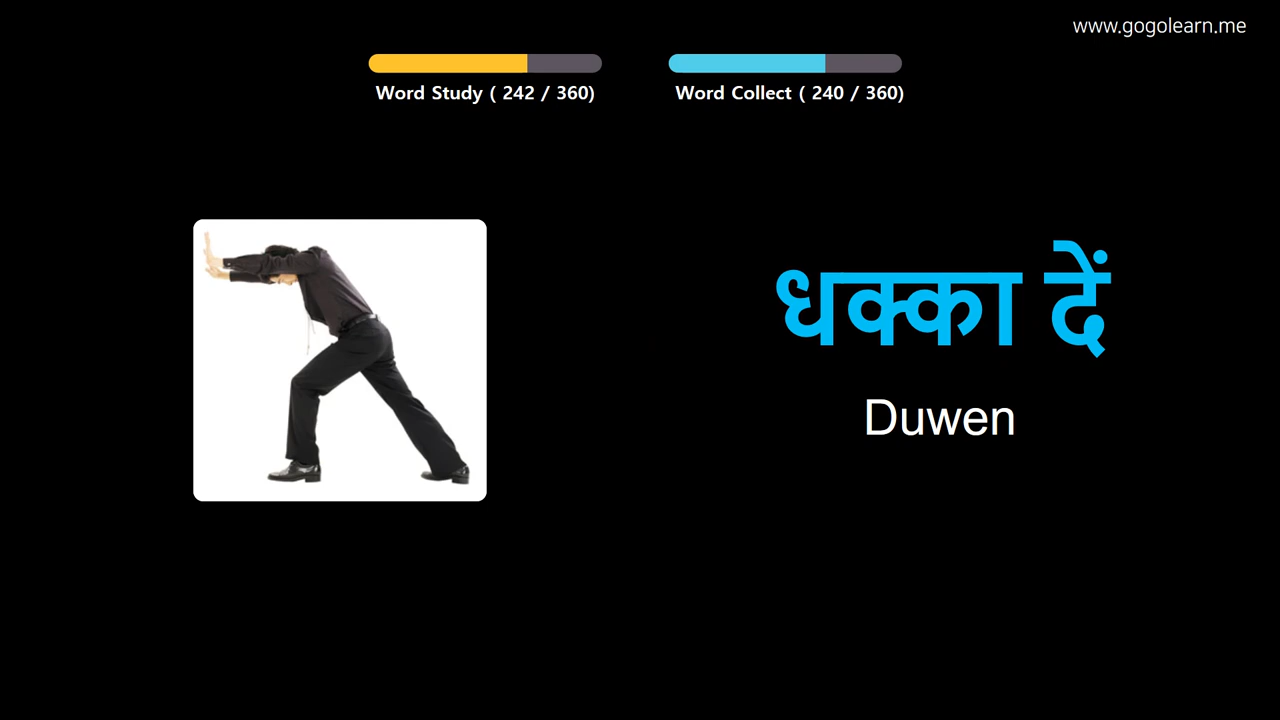 www.gogolearn.me
Word Study ( 242 / 360)
Word Collect ( 240 / 360)
धक्का दें
Duwen